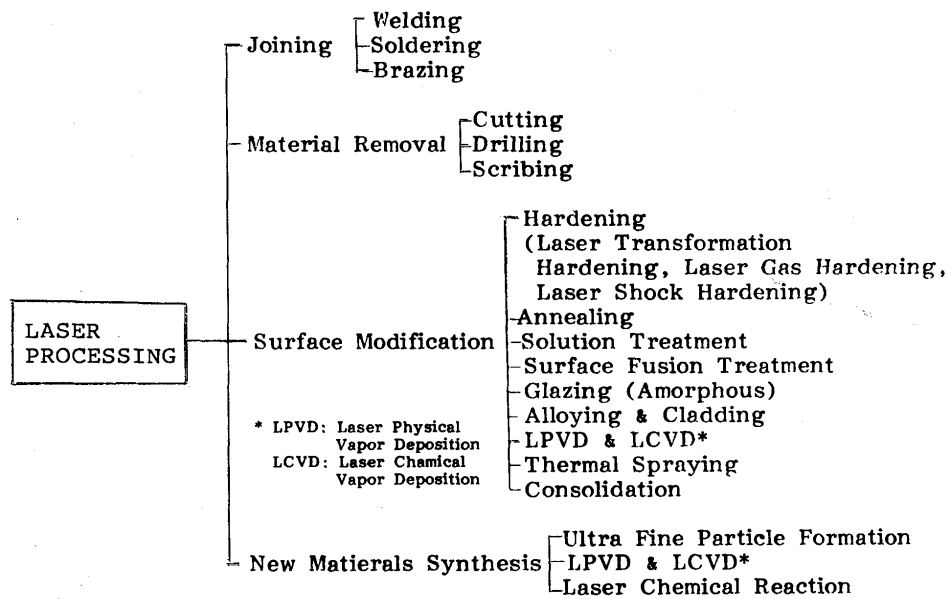 Joining
Welding
Soldering
Brazing
Material Removal
Cutting
Drilling
Scribing
LASER
PROCESSING
Surface Modification
Hardening
(Laser Transformation
Hardening, Laser Gas Hardening,
Laser Shock Hardening)
Annealing
Solution Treatment
Surface Fusion Treatment
Glazing (Amorphous)
Alloying & Cladding
LPVD & LCVD*
Thermal Spraying
Consolidation
* LPVD: Laser Physical
Vapor Deposition
LCVD: Laser Chamical
Vapor Deposition
New Matierals Synthesis
Ultra Fine Particle Formation
LPVD & LCVD*
Laser Chemical Reaction